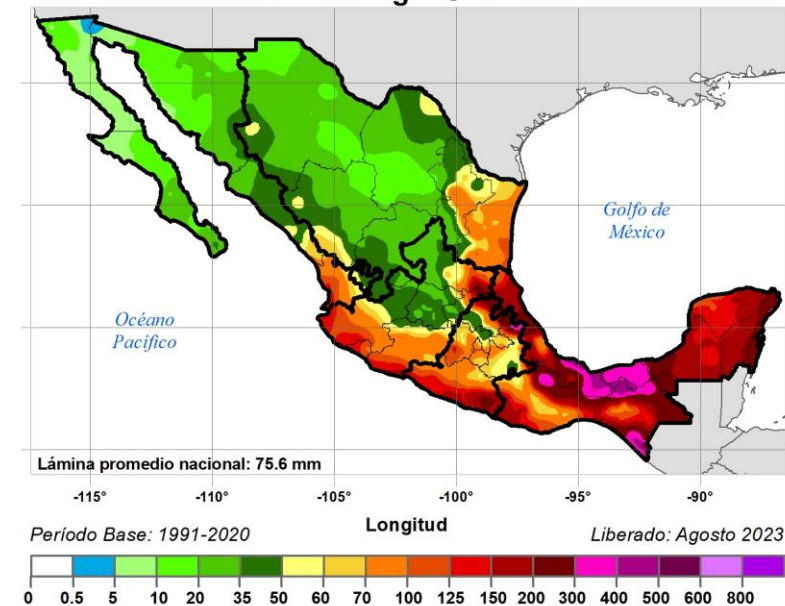 Golfo de
México
Océano
Pacífico
Lámina promedio nacional: 75.6 mm
-115° -110° -105° -100° -95° -90°
Longitud
Período Base: 1991-2020 Liberado: Agosto 2023
0 0.5 5 10 20 35 50 60 70 100 125 150 200 300 400 500 600 800